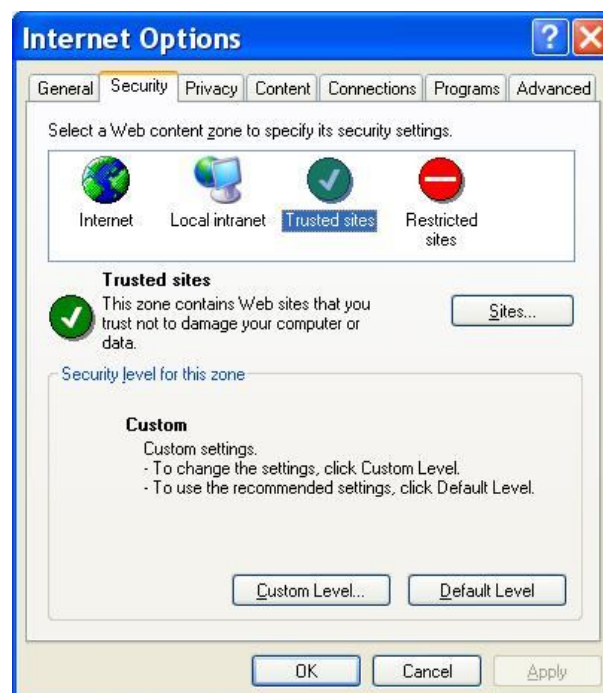 Internet Options
?
General Security Privacy Content Connections Programs Advanced
Select a Web content zone to specify its security settings.
Internet Local intranet Trusted sites Restricted
sites
Trusted sites
This zone contains Web sites that you
trust not to damage your computer or
data.
Sites...
Security level for this zone
Custom
Custom settings.
- To change the settings, click Custom Level.
- To use the recommended settings, click Default Level.
Custom Level... Default Level
OK Cancel Apply